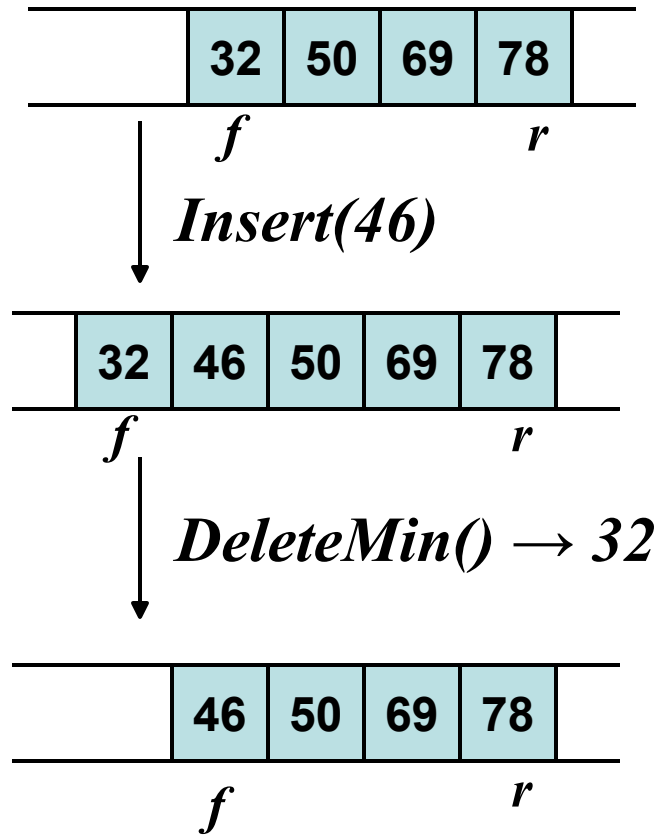 32 50 69 78
f r
Insert(46)
32 46 50 69 78
f r
DeleteMin() → 32
46 50 69 78
f r